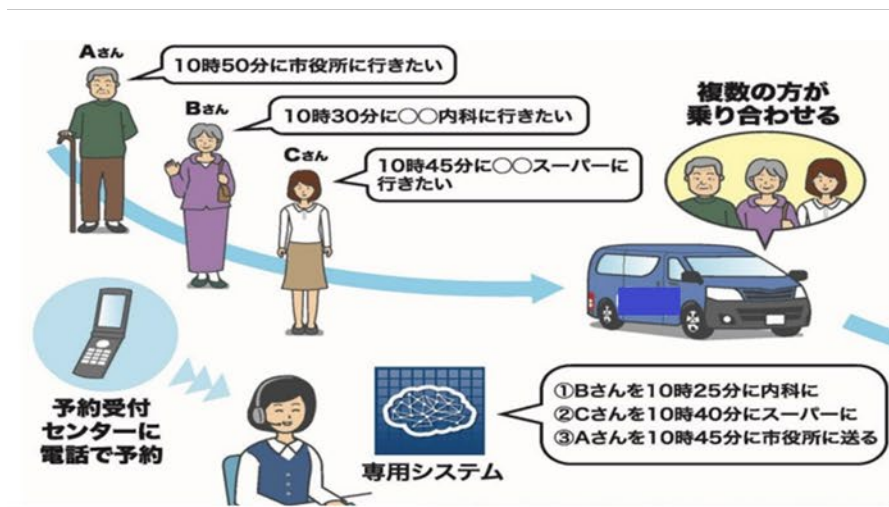 Aさん
10時50分に市役所に行きたい
Bさん
10時30分に○○内科に行きたい
Cさん
10時45分に○○スーパーに
行きたい
複数の方が
乗り合わせる
予約受付
センターに
電話で予約
専用システム
①Bさんを10時25分に内科に
②Cさんを10時40分にスーパーに
③Aさんを10時45分に市役所に送る